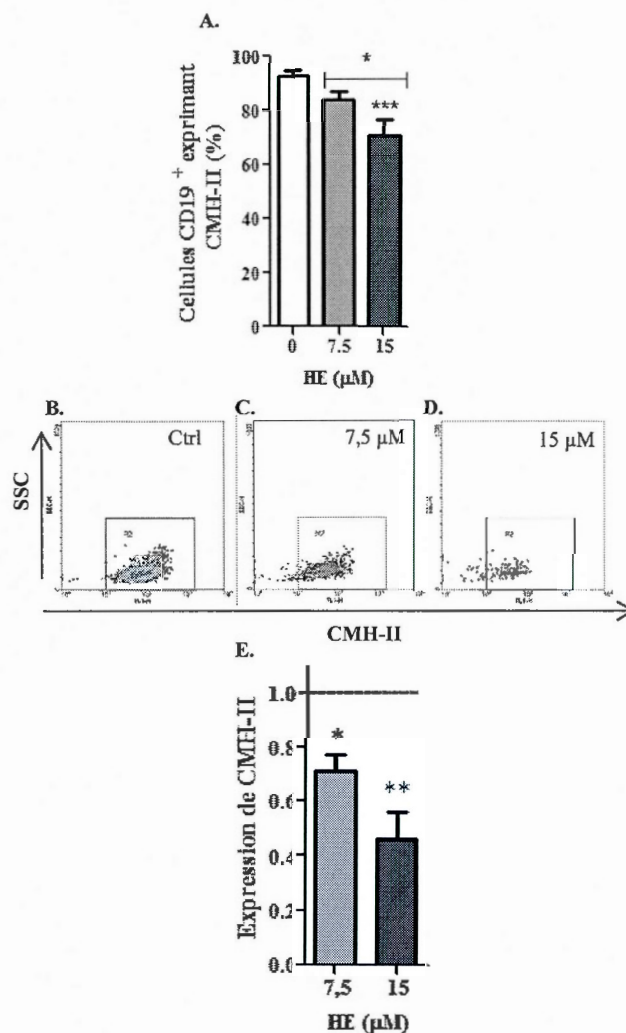 A.
Cellules CD19 + exprimant
CMH-II (%)
100
80
60
40
20
0
*
***
0 7.5 15
HE (µM)
B. C. D.
Ctrl 7,5 µM 15 µM
SSC
CMH-II
E.
Expression de CMH-II
1.0
0.8
0.6
0.4
0.2
0.0
*
**
7,5 15
HE (µM)